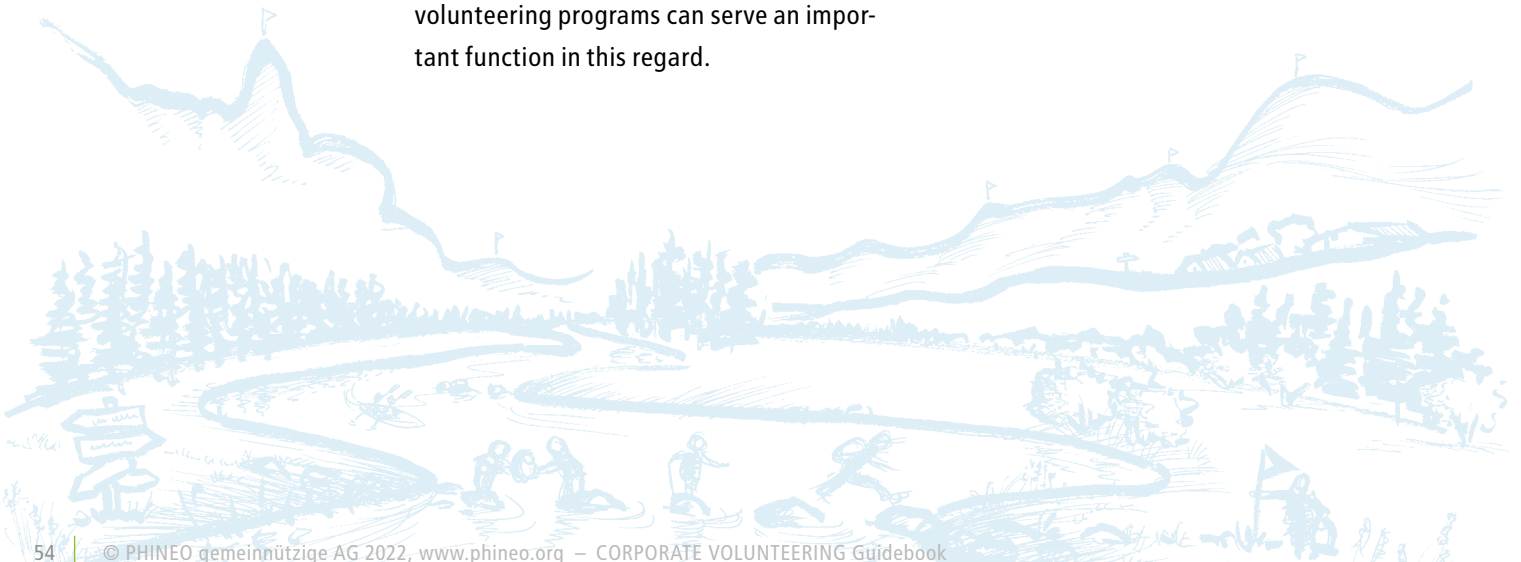 volunteering programs can serve an impor-
tant function in this regard.
54 | © PHINEO gemeinnützige AG 2022, www.phineo.org – CORPORATE VOLUNTEERING Guidebook